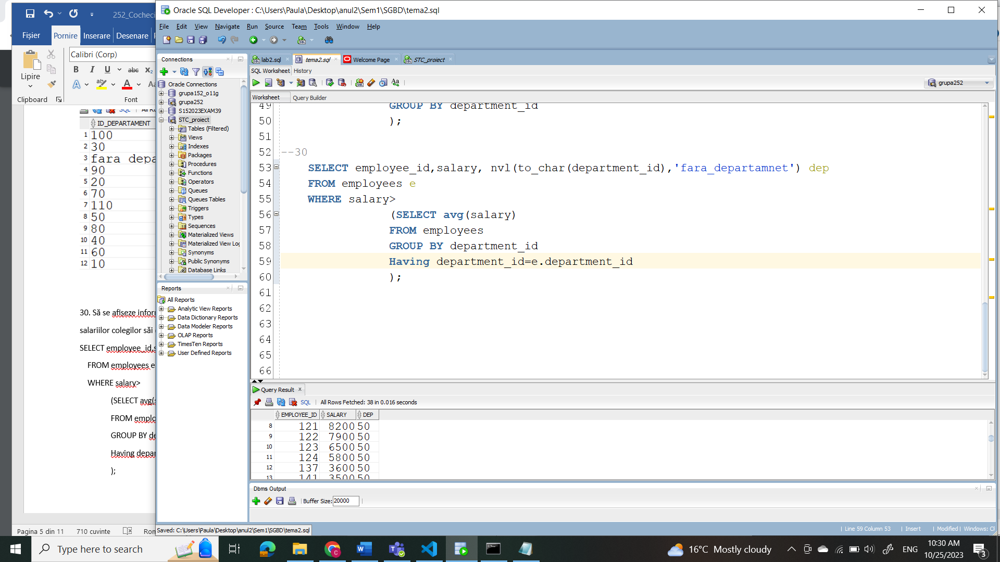 252_Cocheci
Fișier
Pornire
Inserare
Desenare
Calibri (Corp)
Lipire
B I U abc X₂
A
Clipboard
Font
ID_DEPARTAMENT
1 100
2 30
3 fara depa
4 90
5 20
6 70
7 110
8 50
9 80
10 40
11 60
12 10
30. Să se afișeze infor
salariilor colegilor săi
SELECT employee_id,s
FROM employees e
WHERE salary>
(SELECT avg(s
FROM emplo
GROUP BY de
Having depar
);
Pagina 5 din 11 710 cuvinte Ron
Oracle SQL Developer : C:\Users\Paula\Desktop\anul2\Sem1\SGBD\tema2.sql
File Edit View Navigate Run Source Team Tools Window Help
Connections
Oracle Connections
grupa152_o11g
grupa252
S152023EXAM39
STC_proiect
Tables (Filtered)
Views
Indexes
Packages
Procedures
Functions
Operators
Queues
Queues Tables
Triggers
Types
Sequences
Materialized Views
Materialized View Log
Synonyms
Public Synonyms
Database Links
Reports
All Reports
Analytic View Reports
Data Dictionary Reports
Data Modeler Reports
OLAP Reports
TimesTen Reports
User Defined Reports
lab2.sql
tema2.sql
Welcome Page
STC_proiect
SQL Worksheet History
grupa252
Worksheet Query Builder
49 GROUP BY department_id
50 );
51
52 --30
53 SELECT employee_id,salary, nvl(to_char(department_id),'fara_departamnet') dep
54 FROM employees e
55 WHERE salary>
56 (SELECT avg(salary)
57 FROM employees
58 GROUP BY department_id
59 Having department_id=e.department_id
60 );
61
62
63
64
65
66
Query Result
SQL | All Rows Fetched: 38 in 0.016 seconds
EMPLOYEE_ID SALARY DEP
8 121 8200 50
9 122 7900 50
10 123 6500 50
11 124 5800 50
12 137 3600 50
13 141 3500 50
Dbms Output
Buffer Size: 20000
Saved: C:\Users\Paula\Desktop\anul2\Sem1\SGBD\tema2.sql
| Line 59 Column 53 | Insert | Modified | Windows: CR
Type here to search
16°C Mostly cloudy
ENG
10:30 AM
10/25/2023
3